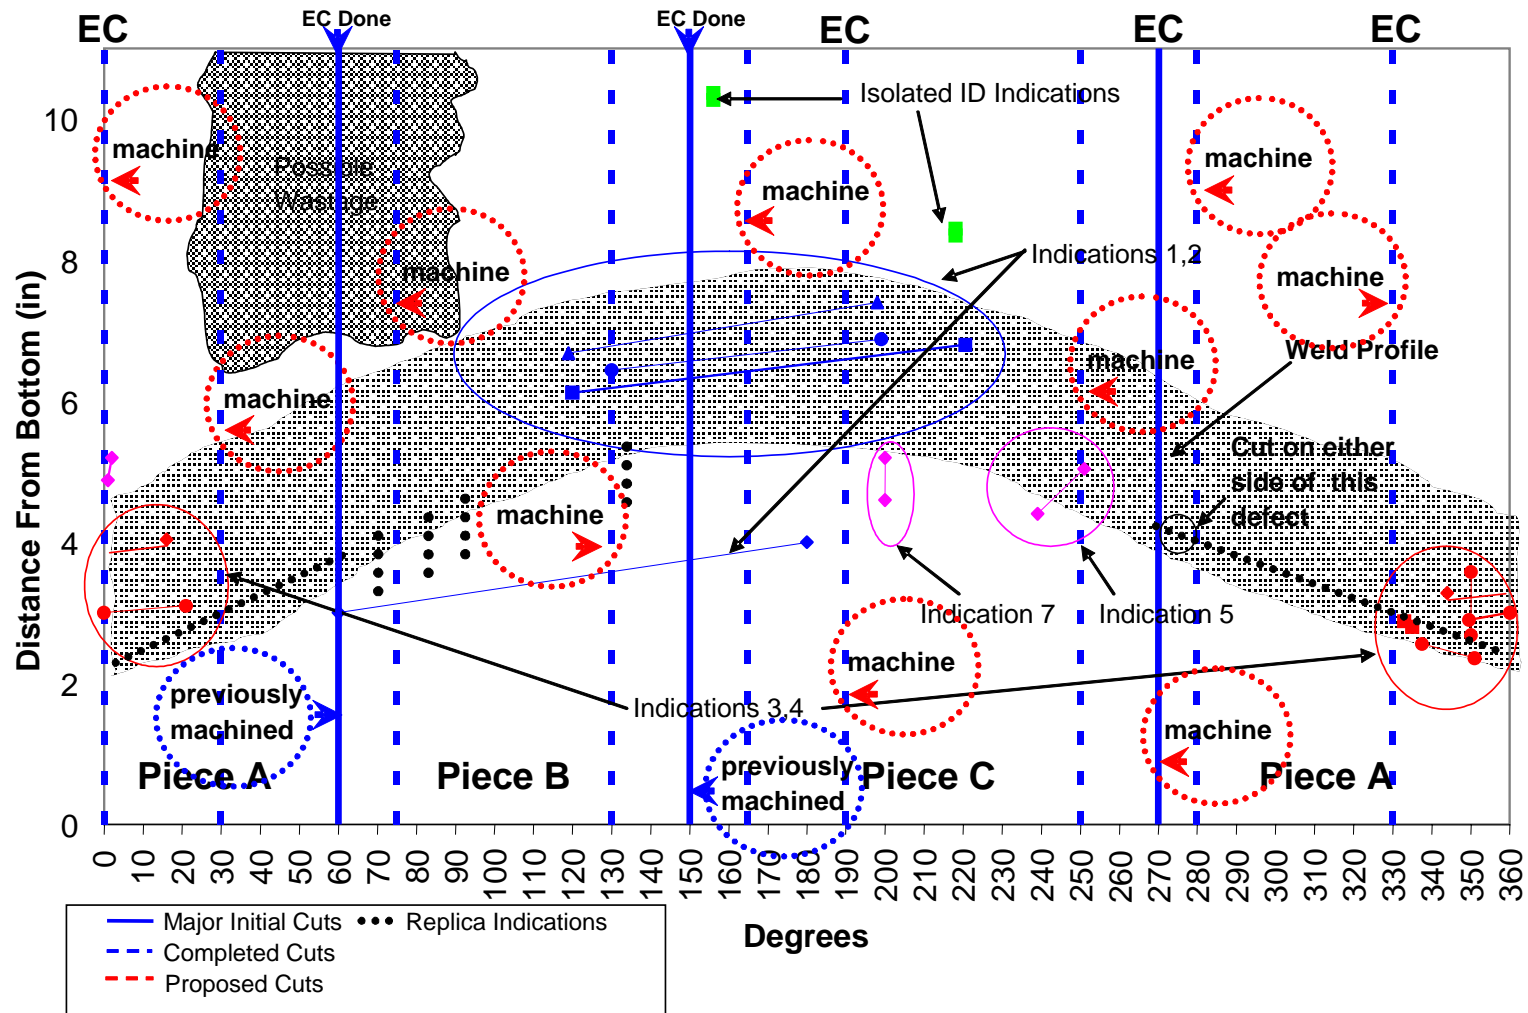 EC
EC Done
EC Done
EC
EC
EC
10
8
6
4
2
0
Distance From Bottom (in)
machine
Possible
Wastage
machine
machine
machine
previously
machined
Piece A
Piece B
Isolated ID Indications
machine
Indications 1,2
machine
machine
machine
Weld Profile
Cut on either
side of this
defect
Indication 7
Indication 5
machine
Indications 3,4
previously
machined
Piece C
machine
Piece A
0
10
20
30
40
50
60
70
80
90
100
110
120
130
140
150
160
170
180
190
200
210
220
230
240
250
260
270
280
290
300
310
320
330
340
350
360
Degrees
Major Initial Cuts
Replica Indications
Completed Cuts
Proposed Cuts